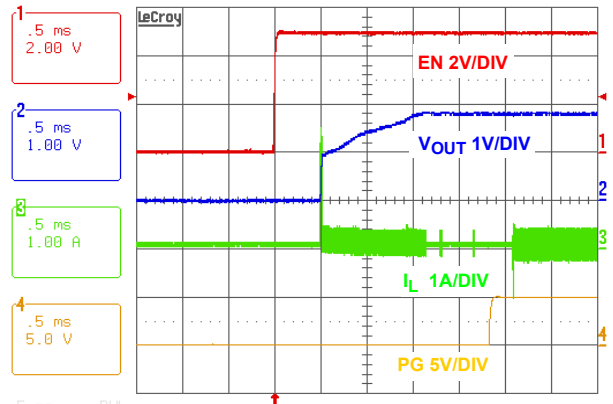 1
.5 ms
2.00 V
LeCroy
EN 2V/DIV
2
.5 ms
1.00 V
VOUT 1V/DIV
1
2
3
.5 ms
1.00 A
3
IL 1A/DIV
4
.5 ms
5.0 V
4
PG 5V/DIV